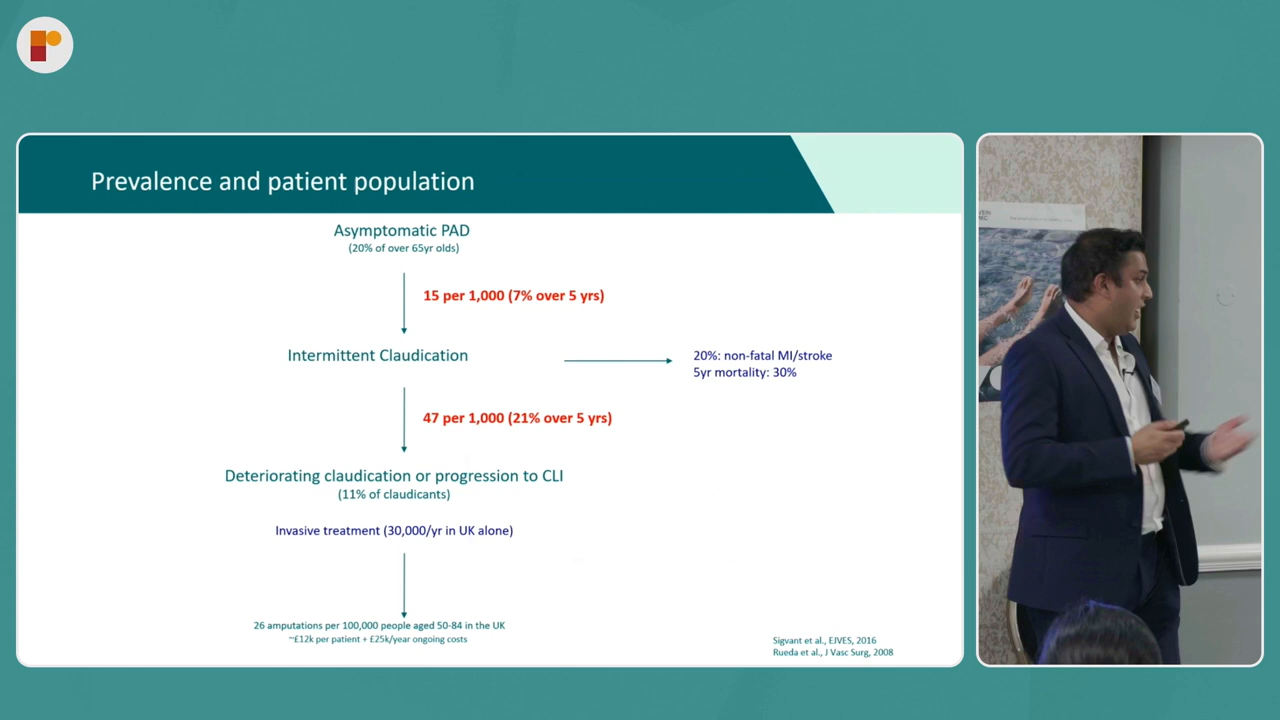 Prevalence and patient population
Asymptomatic PAD
(20% of over 65yr olds)
15 per 1,000 (7% over 5 yrs)
Intermittent Claudication
20%: non-fatal MI/stroke
5yr mortality: 30%
47 per 1,000 (21% over 5 yrs)
Deteriorating claudication or progression to CLI
(11% of claudicants)
Invasive treatment (30,000/yr in UK alone)
26 amputations per 100,000 people aged 50-84 in the UK
~£12k per patient + £25k/year ongoing costs
Sigvant et al., EJVES, 2016
Rueda et al., J Vasc Surg, 2008